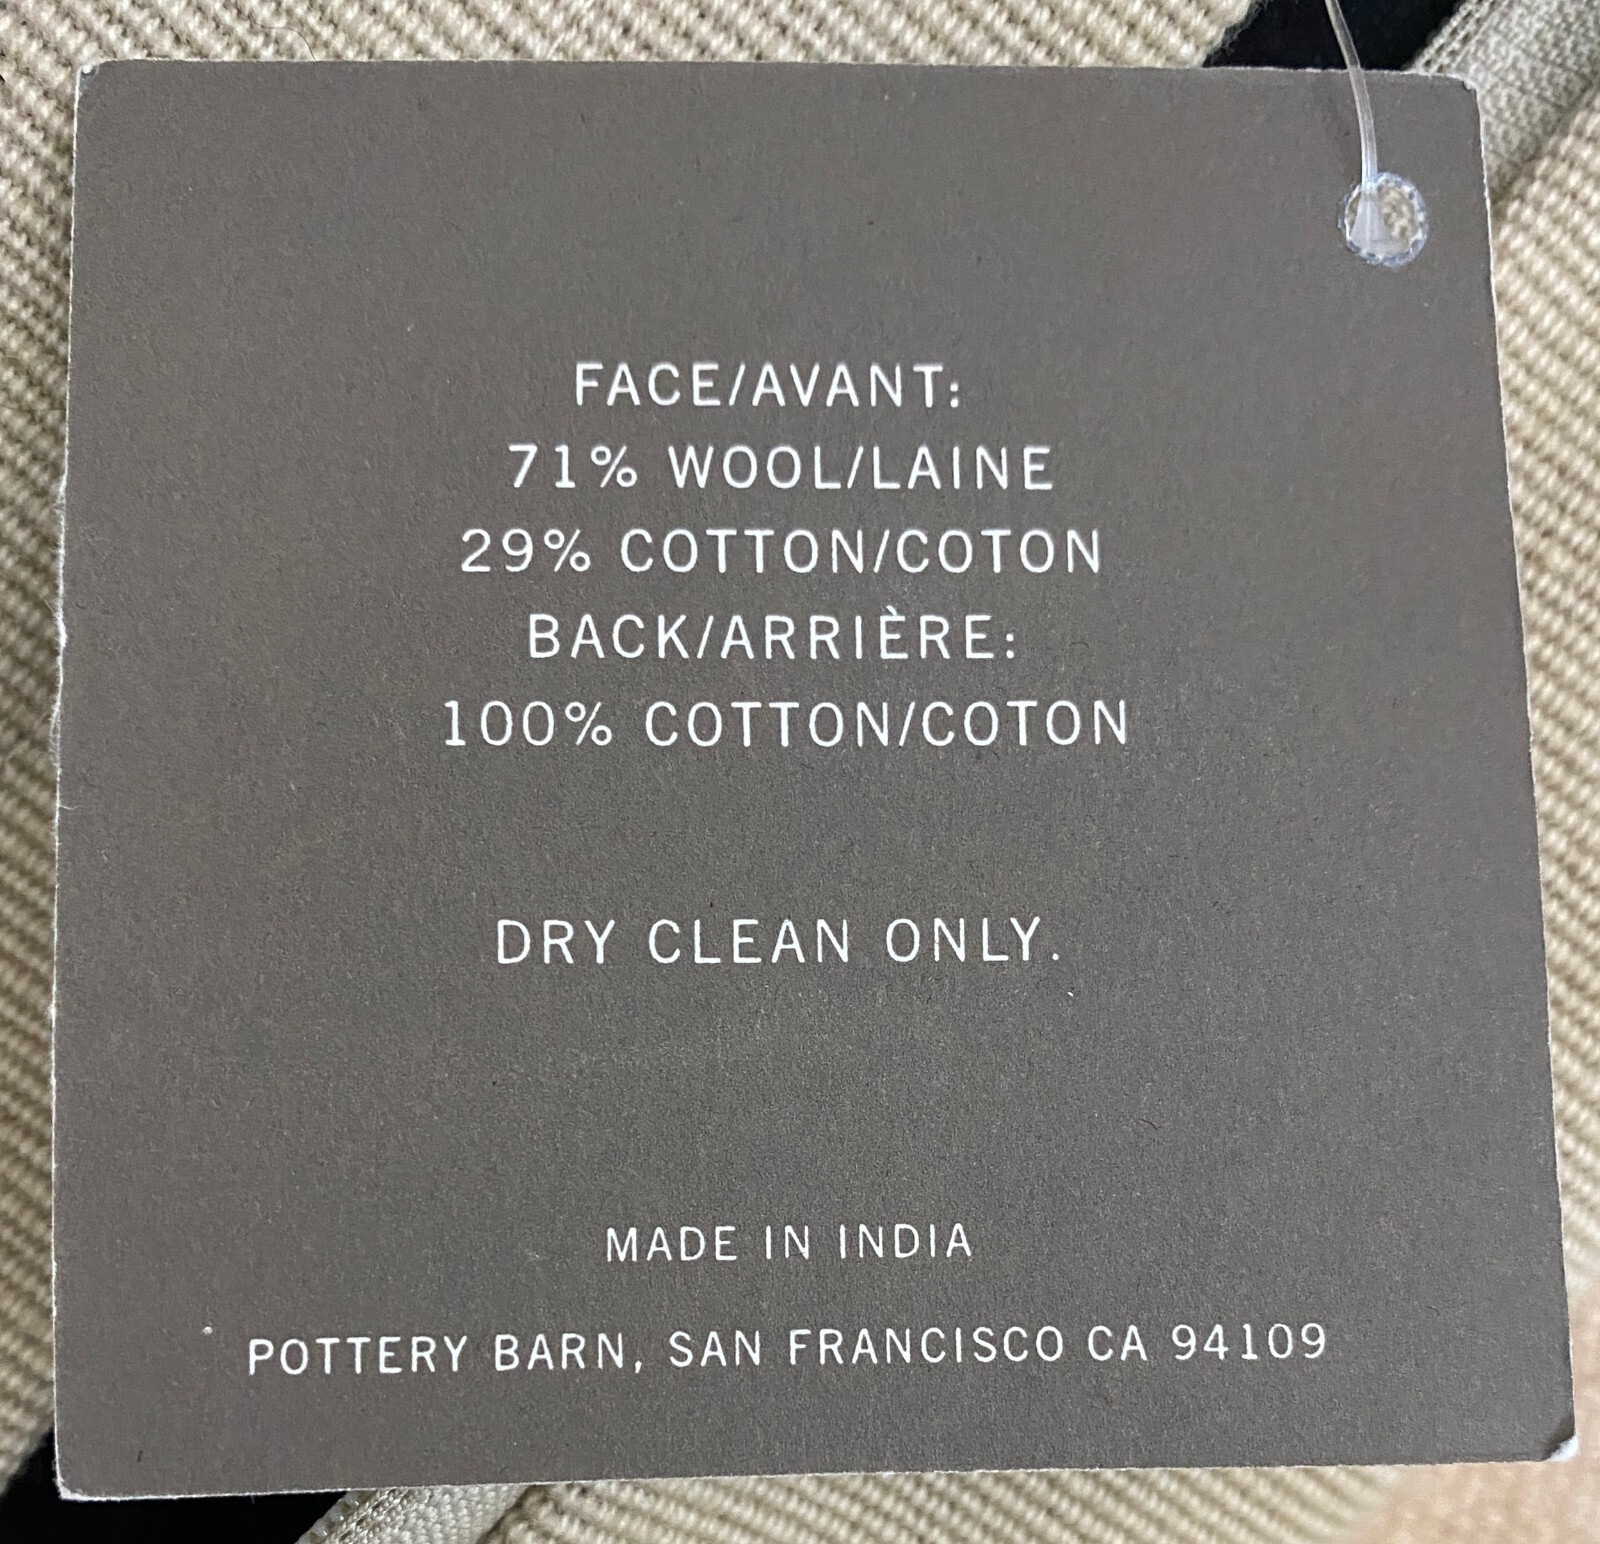 FACE/AVANT:
71% WOOL/LAINE
29% COTTON/COTON
BACK/ARRIÈRE:
100% COTTON/COTON
DRY CLEAN ONLY.
MADE IN INDIA
POTTERY BARN, SAN FRANCISCO CA 94109